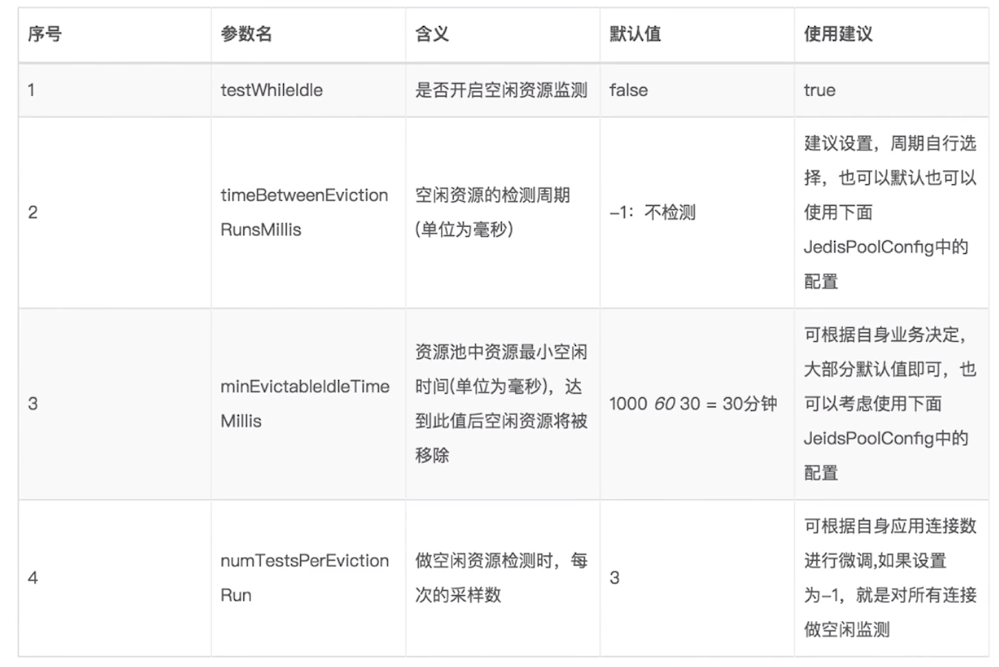 序号 参数名 含义 默认值 使用建议
1 testWhileIdle 是否开启空闲资源监测 false true
2
timeBetweenEviction
RunsMillis
空闲资源的检测周期
(单位为毫秒)
-1：不检测
建议设置，周期自行选
择，也可以默认也可以
使用下面
JedisPoolConfig中的
配置
3
minEvictableIdleTime
Millis
资源池中资源最小空闲
时间(单位为毫秒)，达
到此值后空闲资源将被
移除
1000 60 30 = 30分钟
可根据自身业务决定，
大部分默认值即可，也
可以考虑使用下面
JeidsPoolConfig中的
配置
4
numTestsPerEviction
Run
做空闲资源检测时，每
次的采样数
3
可根据自身应用连接数
进行微调,如果设置
为-1，就是对所有连接
做空闲监测